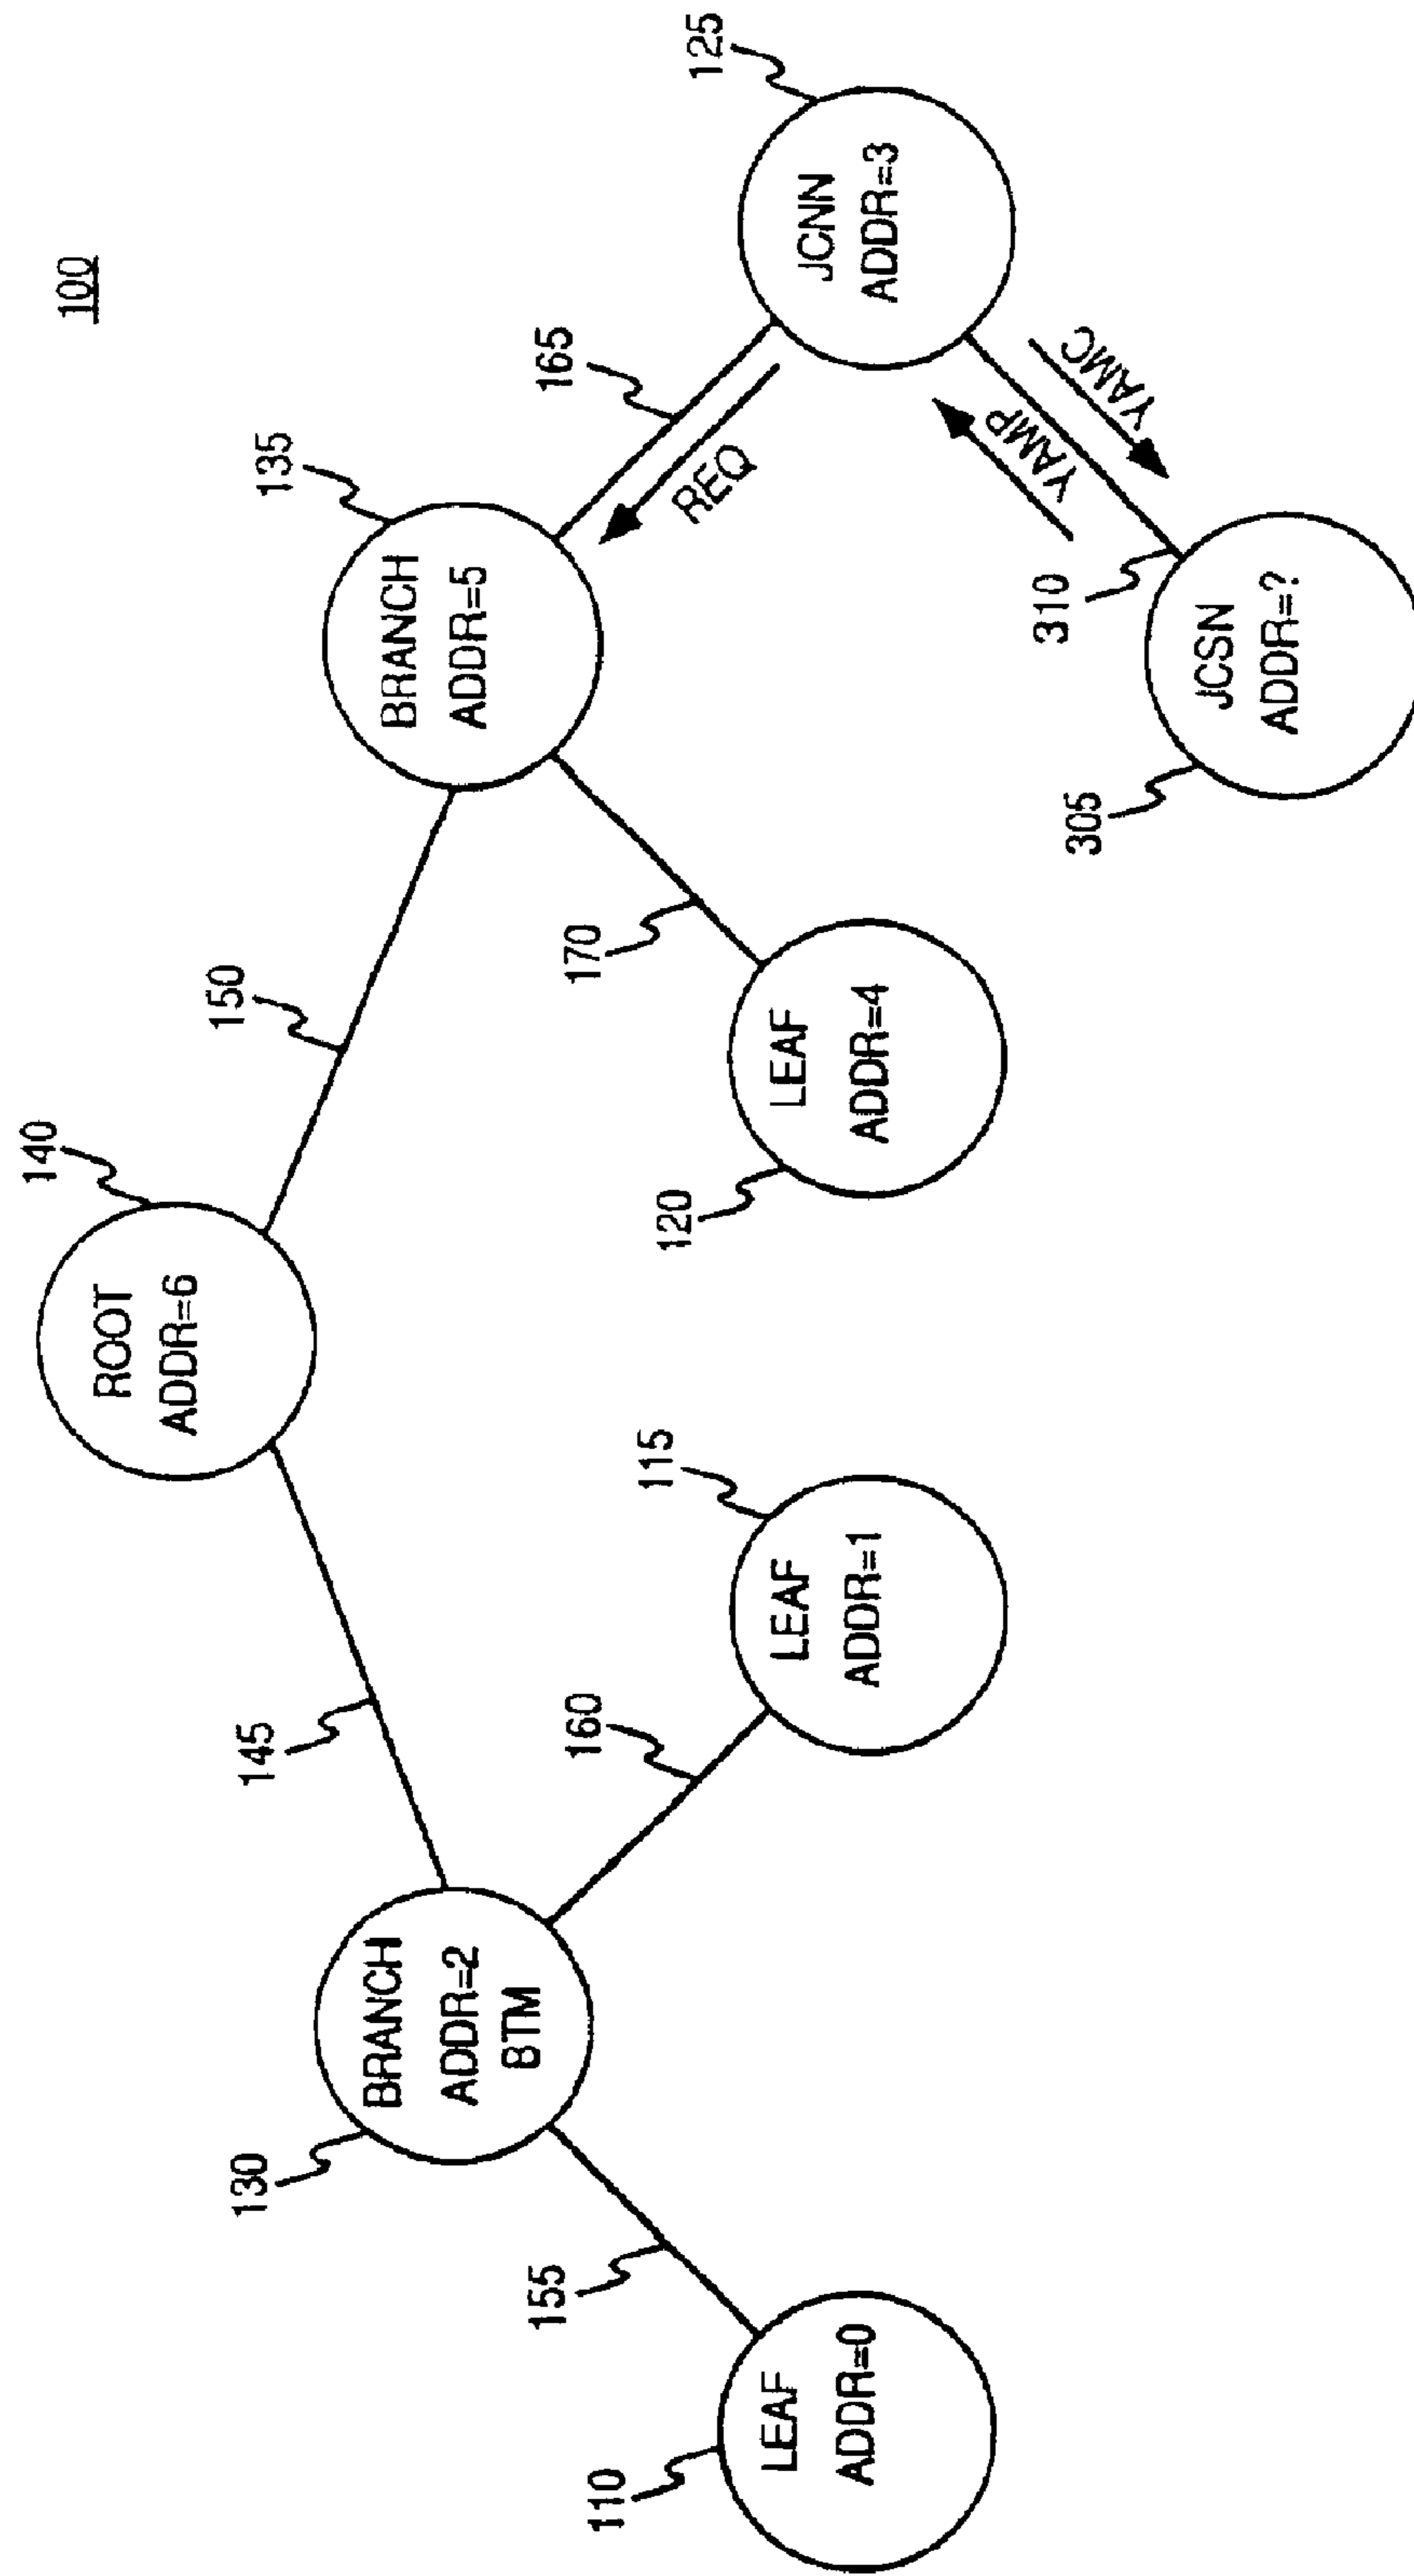 100
140
ROOT
ADDR=6
145
150
130
BRANCH
ADDR=2
BTM
135
BRANCH
ADDR=5
155
160
170
165
REQ
110
LEAF
ADDR=0
115
LEAF
ADDR=1
120
LEAF
ADDR=4
125
JCNN
ADDR=3
310
YAMP
YAMC
305
JCSN
ADDR=?